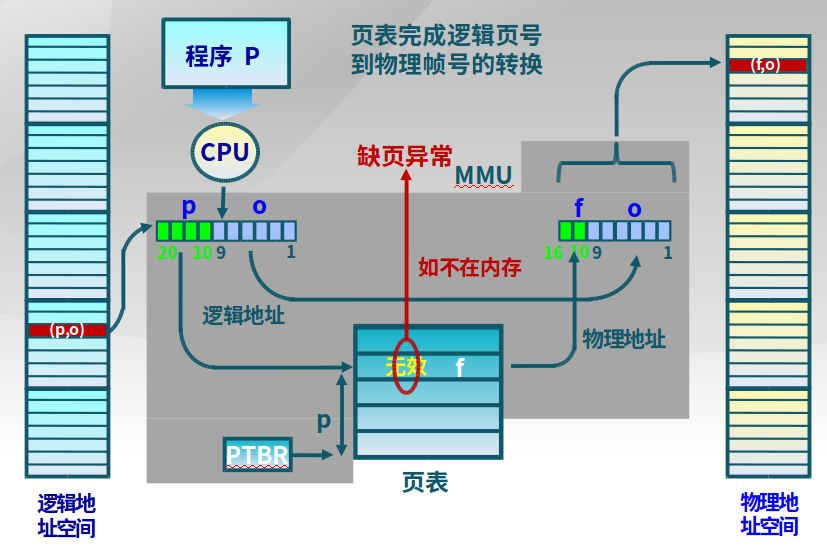 程序 P
页表完成逻辑页号
到物理帧号的转换
(f,o)
CPU
缺页异常
MMU
p o
f o
20 10 9 1
16 10 9 1
如不在内存
逻辑地址
(p,o)
物理地址
无效 f
p
PTBR
页表
逻辑地
址空间
物理地
址空间